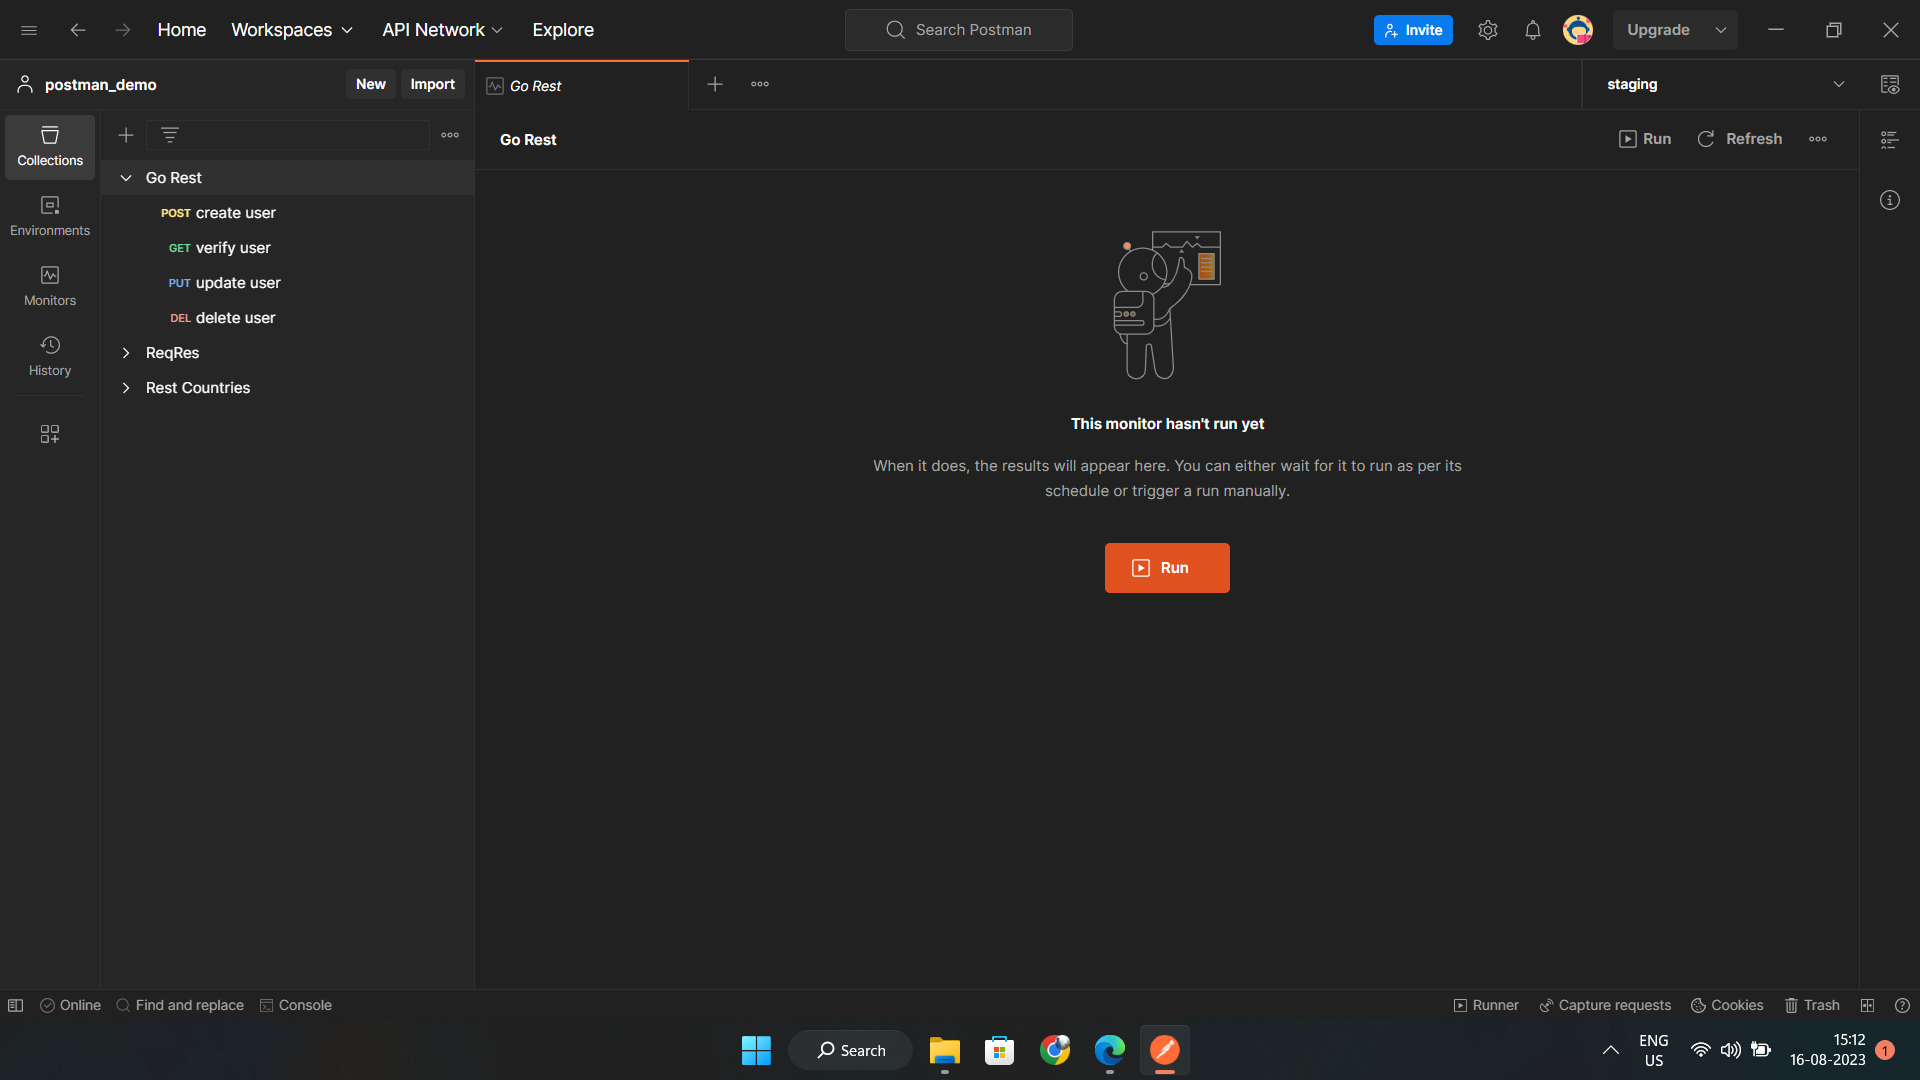 Home Workspaces API Network Explore Search Postman Invite Upgrade
postman_demo New Import Go Rest staging
Collections
Environments
Monitors
History
Go Rest
POST create user
GET verify user
PUT update user
DEL delete user
ReqRes
Rest Countries
Go Rest Run Refresh
This monitor hasn't run yet
When it does, the results will appear here. You can either wait for it to run as per its
schedule or trigger a run manually.
Run
Online Find and replace Console Runner Capture requests Cookies Trash
Search
ENG
US
15:12
16-08-2023
1